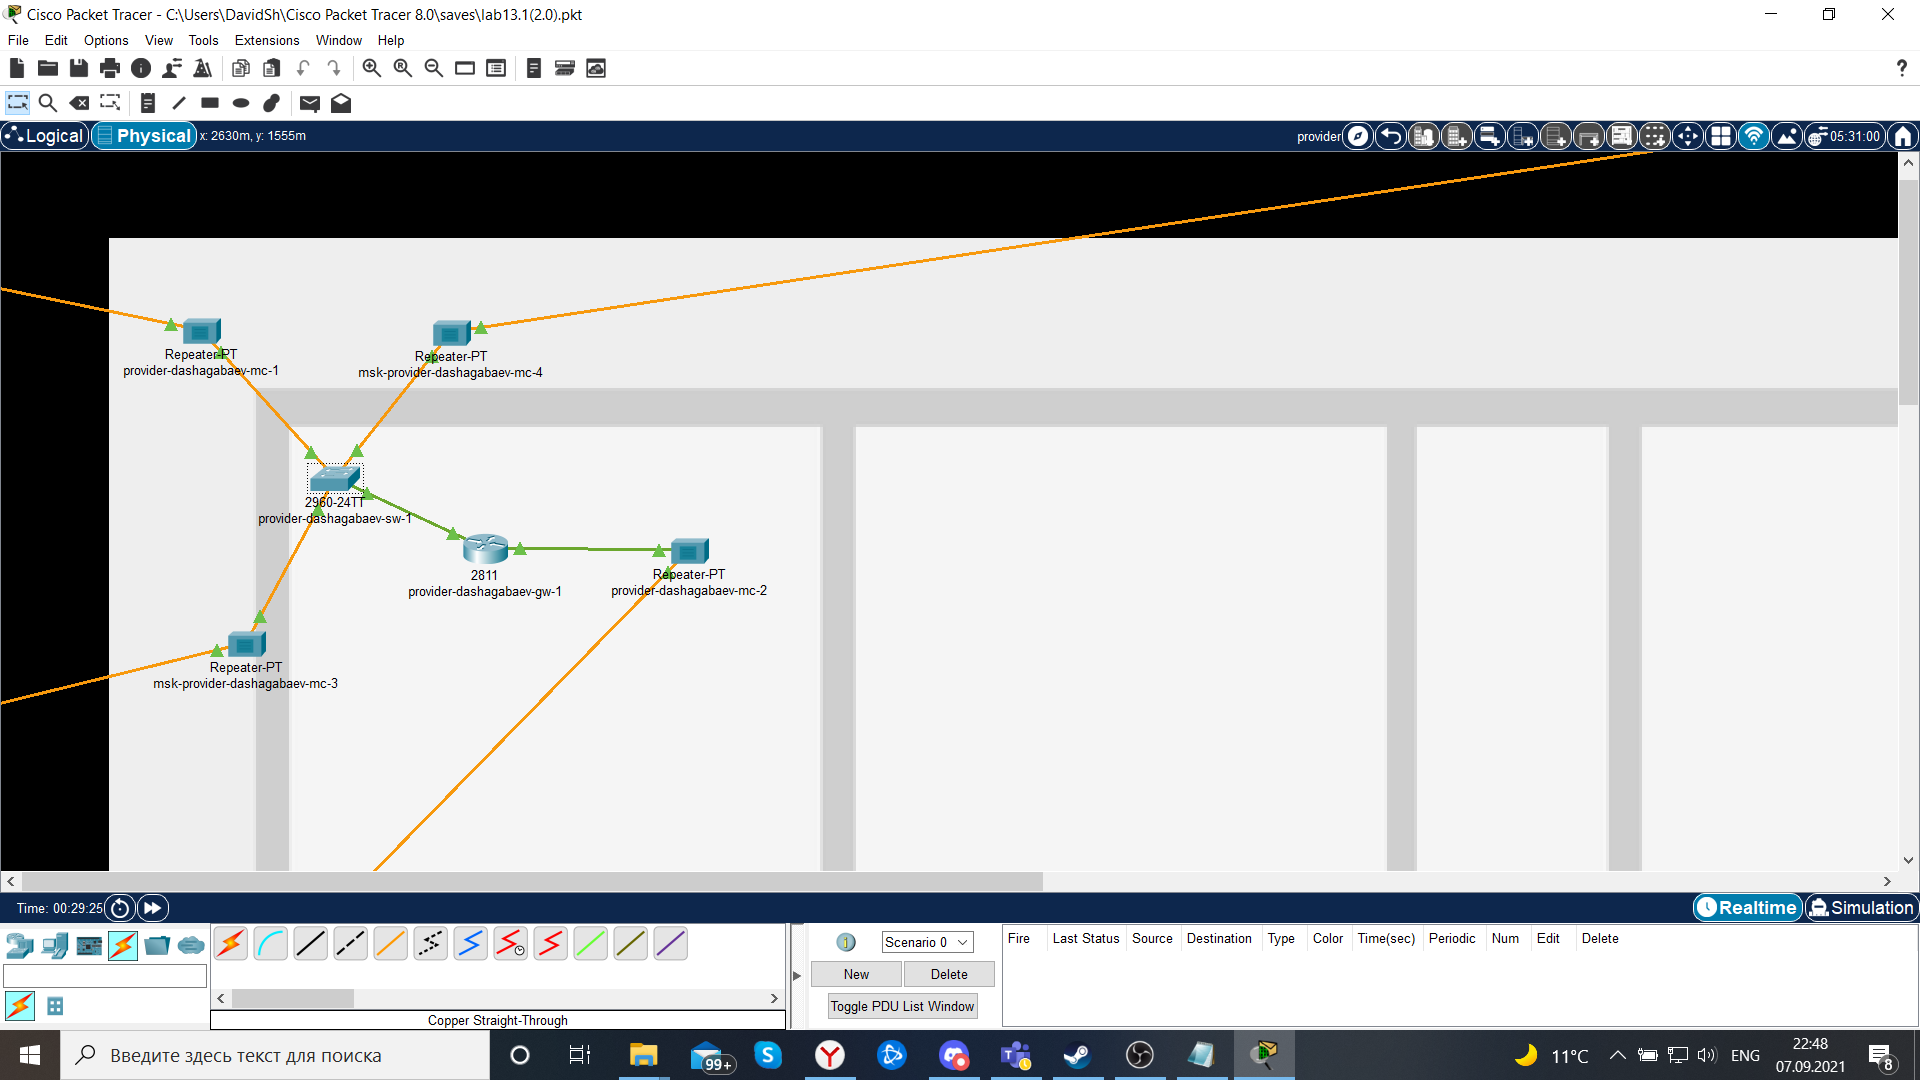 Cisco Packet Tracer - C:\Users\DavidSh\Cisco Packet Tracer 8.0\saves\lab13.1(2.0).pkt
File Edit Options View Tools Extensions Window Help
?
Logical Physical x: 2630m, y: 1555m provider 05:31:00
Repeater-PT
provider-dashagabaev-mc-1
Repeater-PT
msk-provider-dashagabaev-mc-4
2960-24TT
provider-dashagabaev-sw-1
2811
provider-dashagabaev-gw-1
Repeater-PT
provider-dashagabaev-mc-2
Repeater-PT
msk-provider-dashagabaev-mc-3
Time: 00:29:25 Realtime Simulation
Scenario 0
New Delete
Toggle PDU List Window
Fire Last Status Source Destination Type Color Time(sec) Periodic Num Edit Delete
Copper Straight-Through
Введите здесь текст для поиска
99+
11°C
ENG
22:48
07.09.2021
8